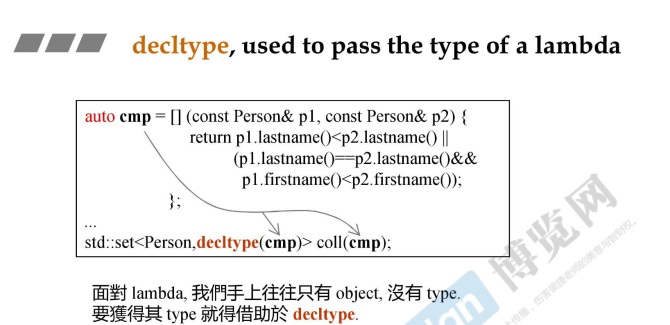 decltype, used to pass the type of a lambda
auto cmp = [] (const Person& p1, const Person& p2) {
return p1.lastname()<p2.lastname() ||
(p1.lastname()==p2.lastname()&&
p1.firstname()<p2.firstname());
};
...
std::set<Person,decltype(cmp)> coll(cmp);
博览网
面對 lambda, 我們手上往往只有 object, 沒有 type.
要獲得其 type 就得借助於 decltype.